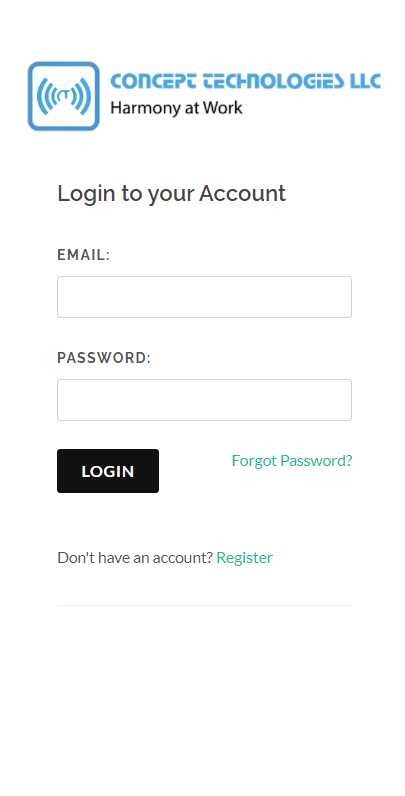 CONCEPT TECHNOLOGIES LLC
Harmony at Work
Login to your Account
EMAIL:
PASSWORD:
LOGIN
Forgot Password?
Don't have an account? Register